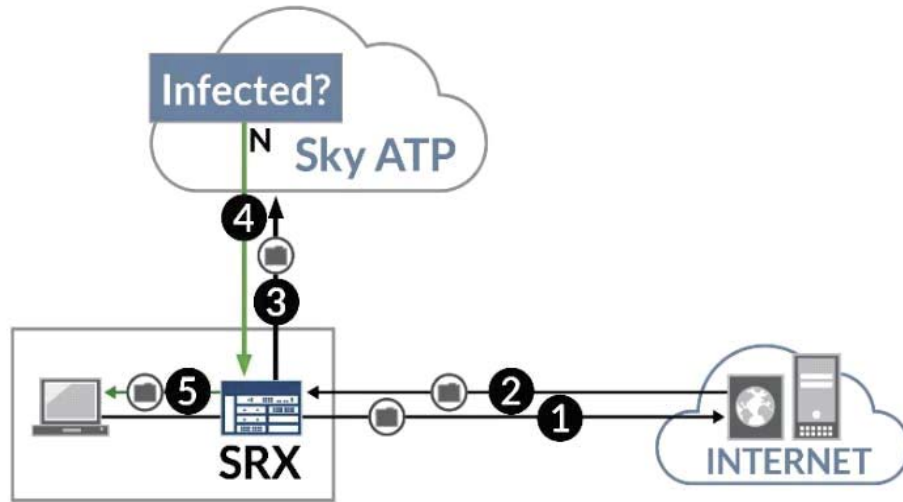 Infected?
N
Sky ATP
4
3
5
2
1
SRX
INTERNET